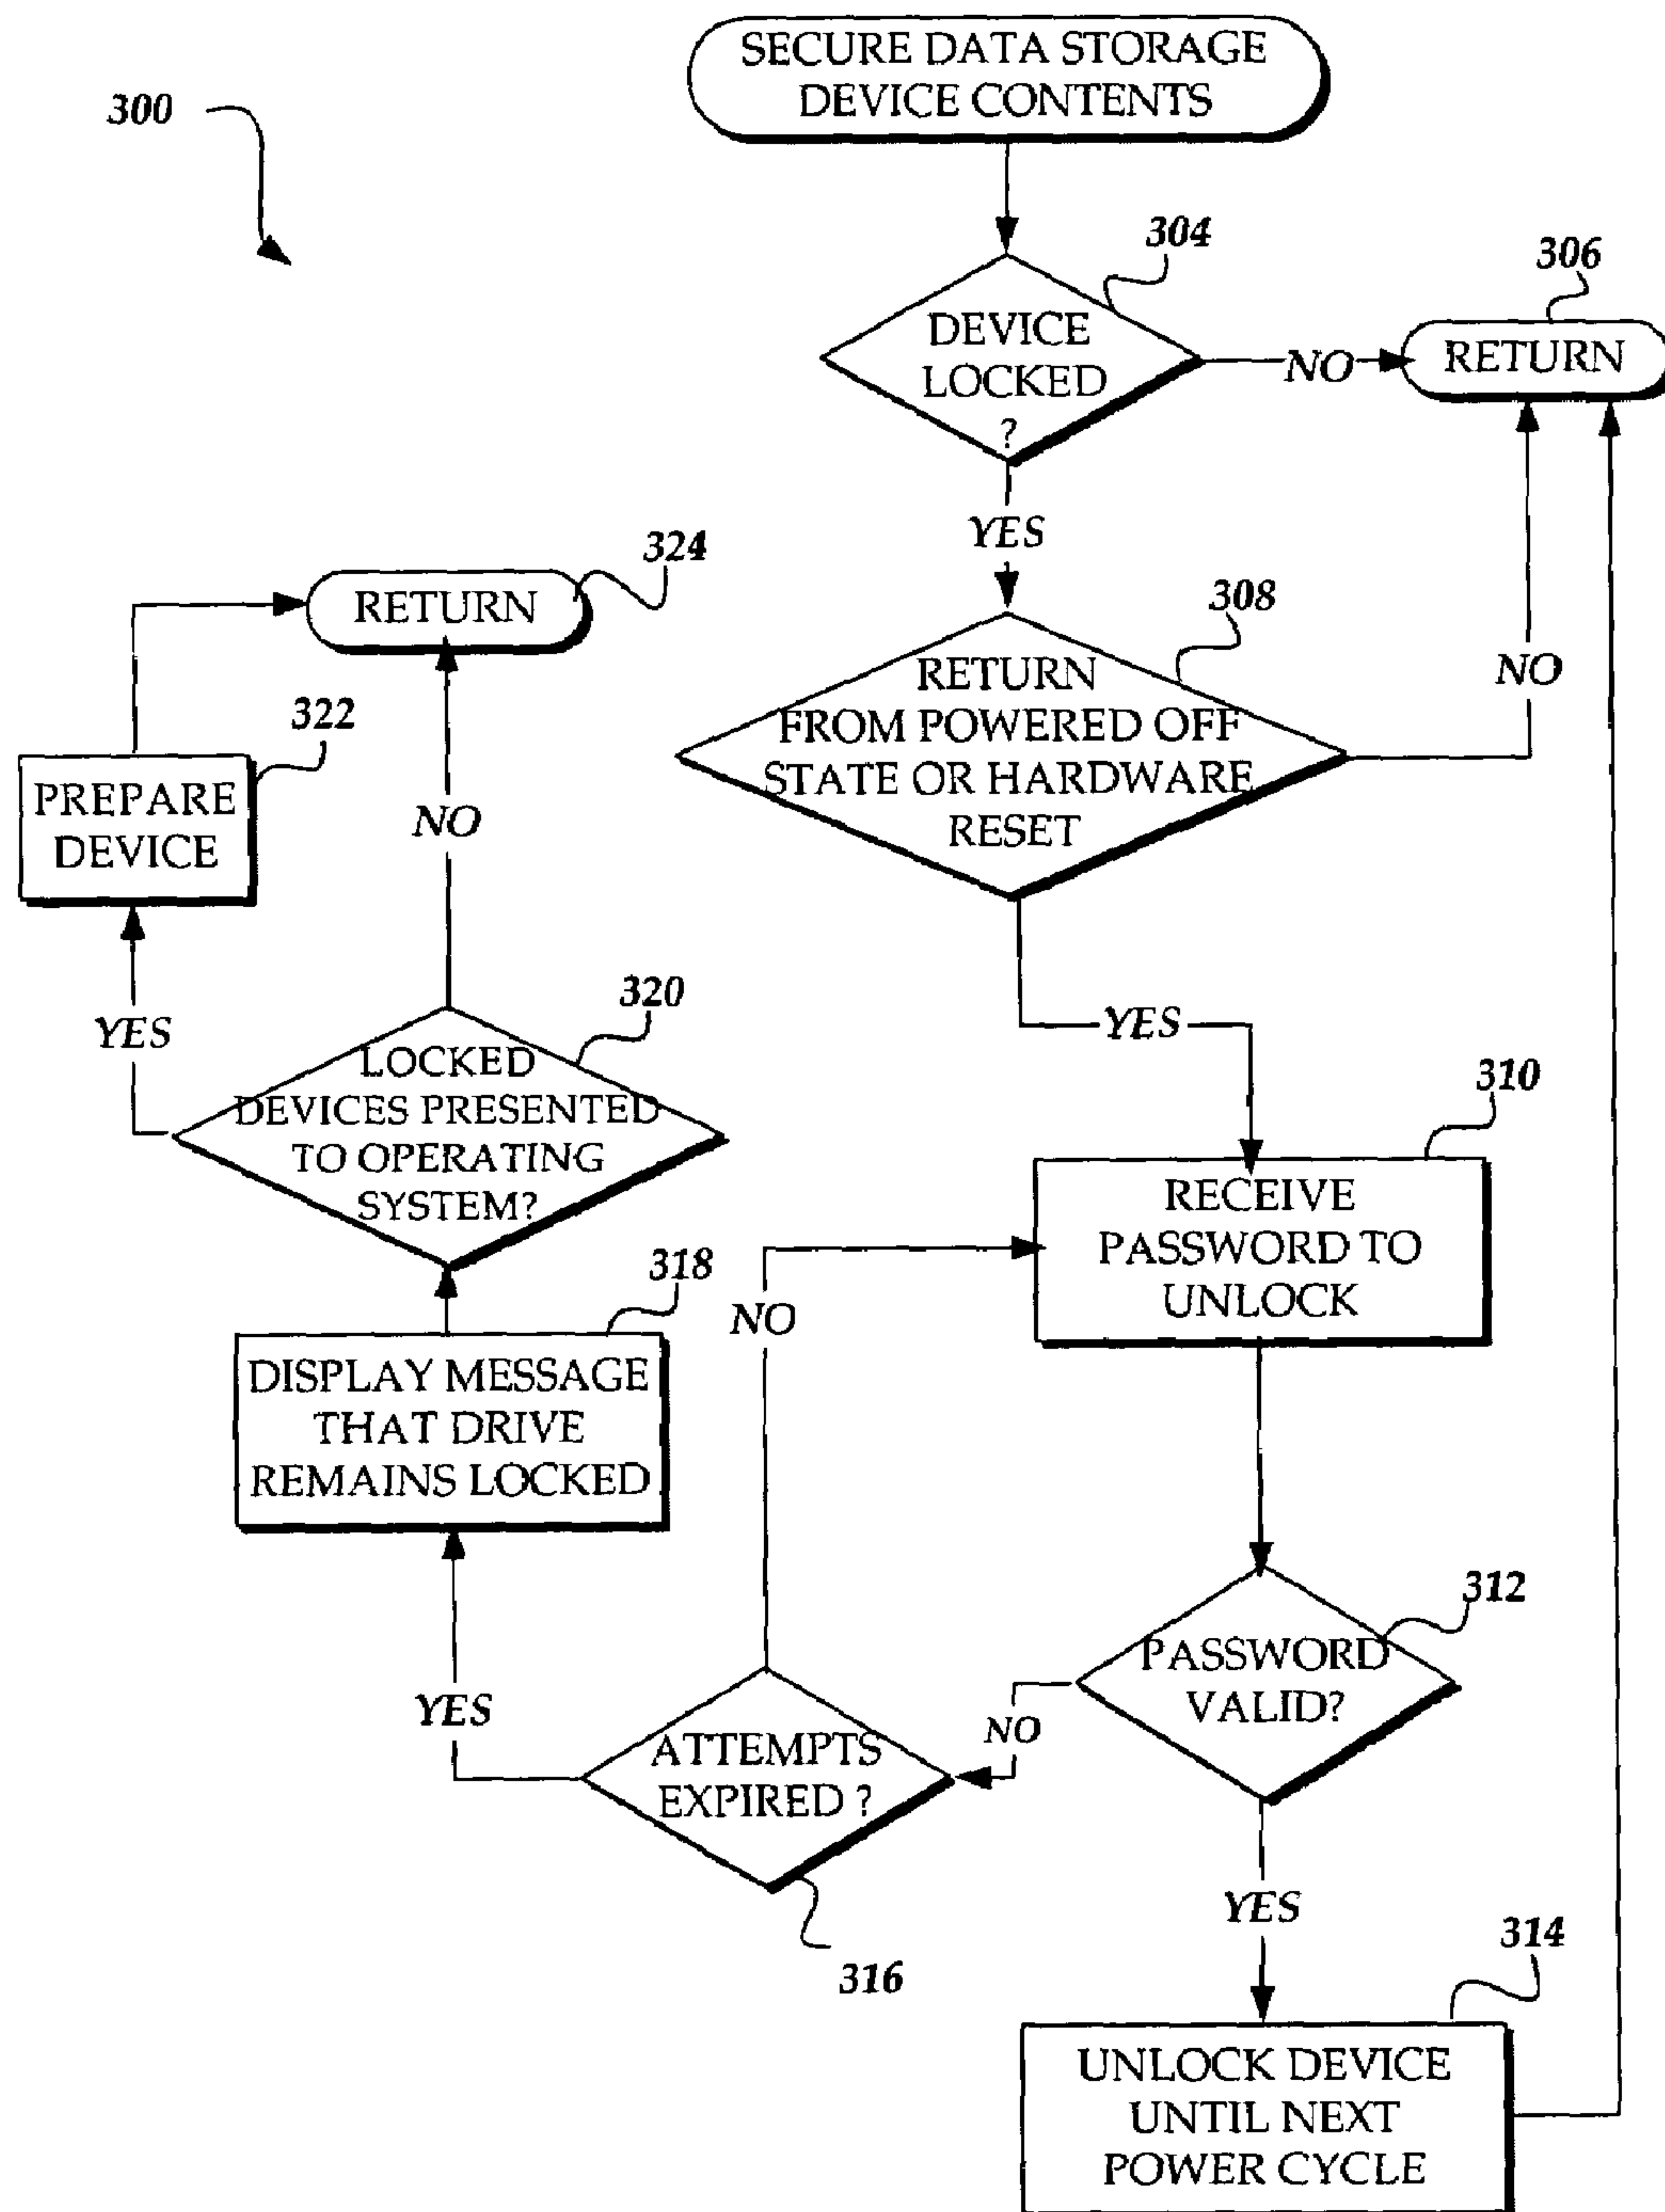 SECURE DATA STORAGE
DEVICE CONTENTS
300
304
DEVICE
LOCKED
?
NO
306
RETURN
YES
308
RETURN
FROM POWERED OFF
STATE OR HARDWARE
RESET
NO
YES
324
RETURN
322
PREPARE
DEVICE
NO
YES
320
LOCKED
DEVICES PRESENTED
TO OPERATING
SYSTEM?
310
RECEIVE
PASSWORD TO
UNLOCK
318
DISPLAY MESSAGE
THAT DRIVE
REMAINS LOCKED
NO
312
PASSWORD
VALID?
NO
YES
ATTEMPTS
EXPIRED ?
316
YES
314
UNLOCK DEVICE
UNTIL NEXT
POWER CYCLE